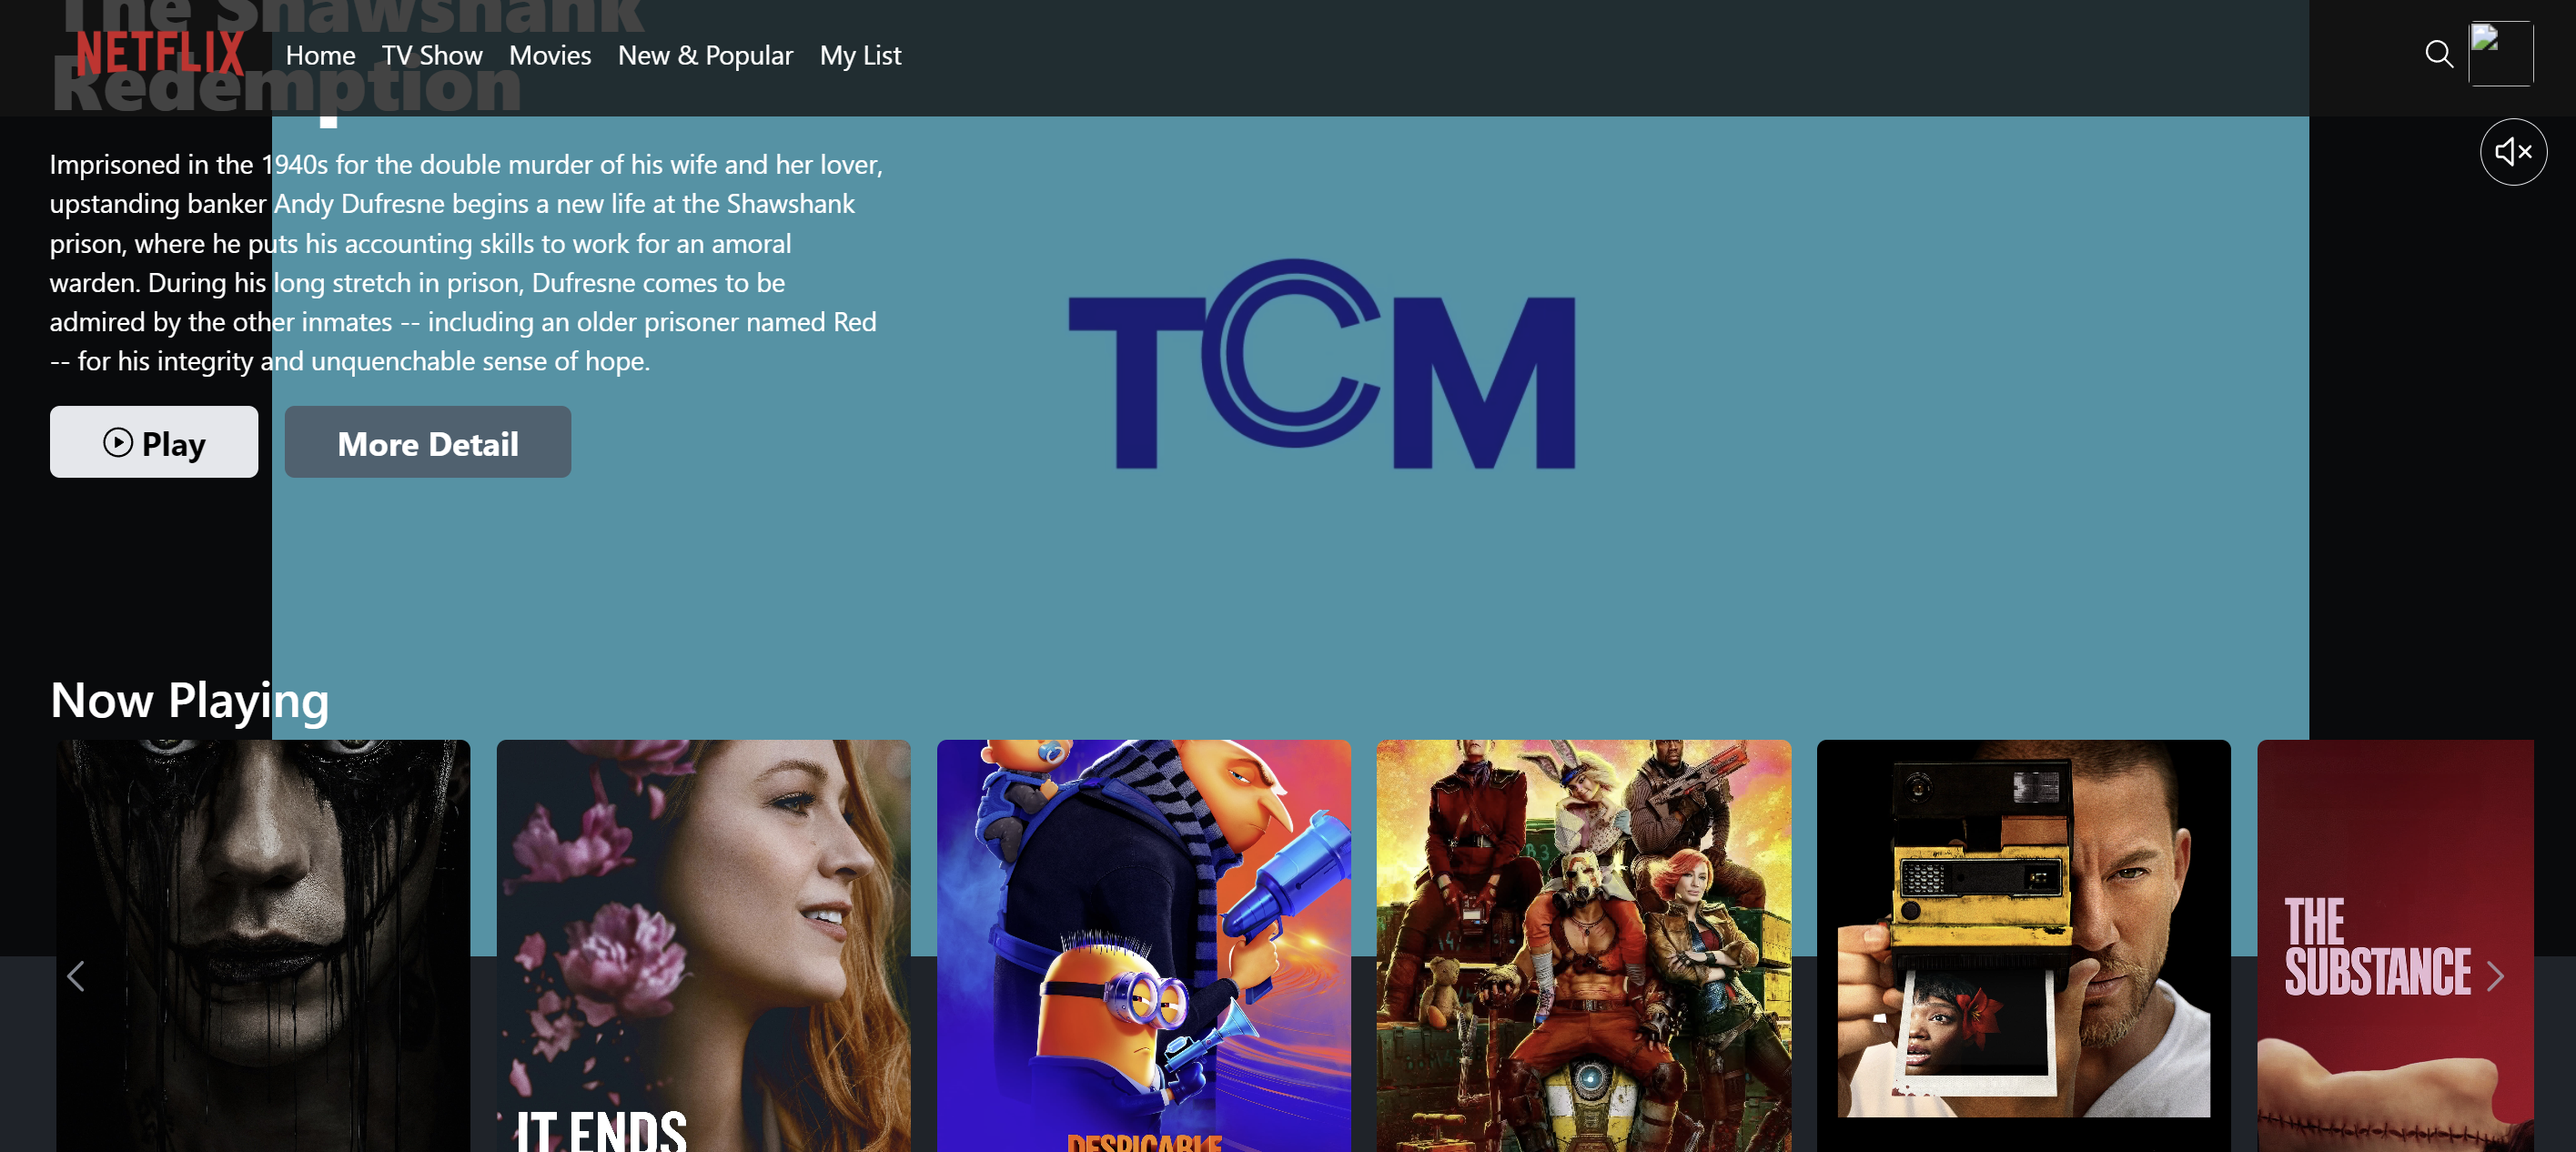 The Shawshank
Redemption
NETFLIX
Home
TV Show
Movies
New & Popular
My List
Imprisoned in the 1940s for the double murder of his wife and her lover,
upstanding banker Andy Dufresne begins a new life at the Shawshank
prison, where he puts his accounting skills to work for an amoral
warden. During his long stretch in prison, Dufresne comes to be
admired by the other inmates -- including an older prisoner named Red
-- for his integrity and unquenchable sense of hope.
Play
More Detail
TCM
Now Playing
IT ENDS
DESPICABLE
THE
SUBSTANCE